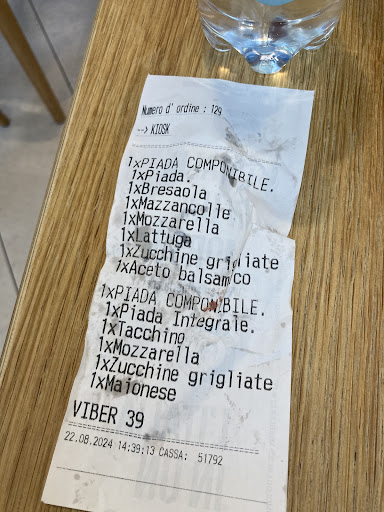 Numero d' ordine : 129
--> KIOSK
1xPIADA COMPONIBILE.
1xPiada.
1xBresaola
1xMazzancolle
1xMozzarella
1xLattuga
1xZucchine grigliate
1xAceto balsamico
1xPIADA COMPONIBILE.
1xPiada Integrale.
1xTacchino
1xMozzarella
1xZucchine grigliate
1xMaionese
VIBER 39
22.08.2024 14:39:13 CASSA: 51792